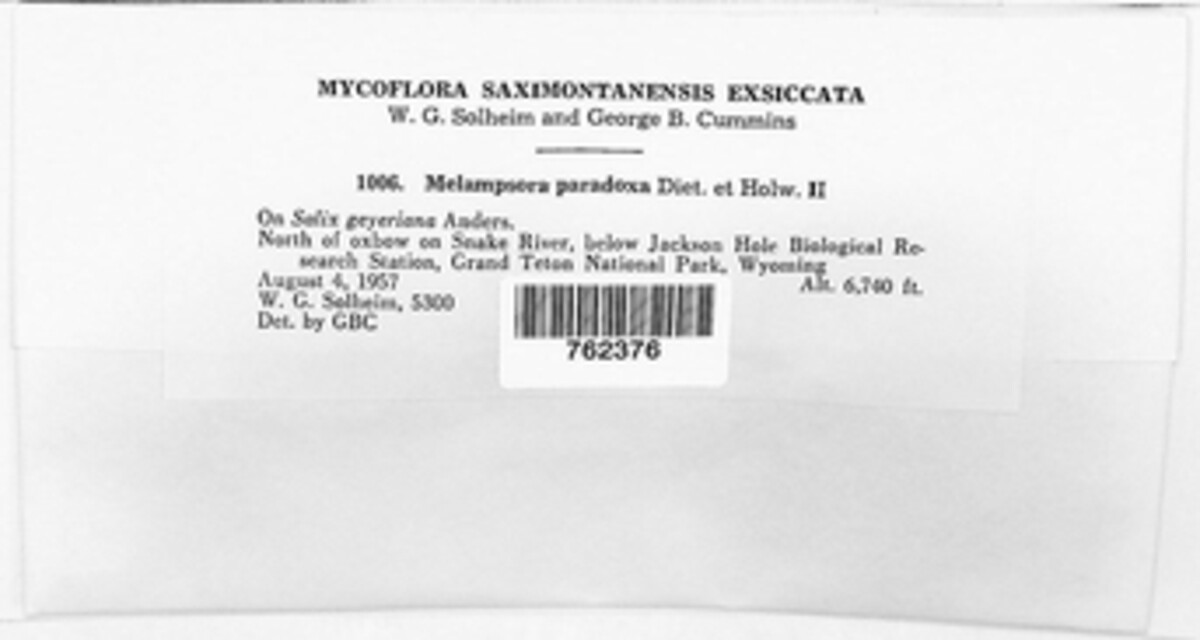 MYCOFLORA SAXIMONTANENSIS EXSICCATA
W. G. Solheim and George B. Cummins
1006. Melampsora paradoxa Diet. et Holw. II
On Salix geyeriana Anders.
North of oxbow on Snake River, below Jackson Hole Biological Re-
search Station, Grand Teton National Park, Wyoming
August 4, 1957 Alt. 6,740 ft.
W. G. Solheim, 5300
Det. by GBC
762376